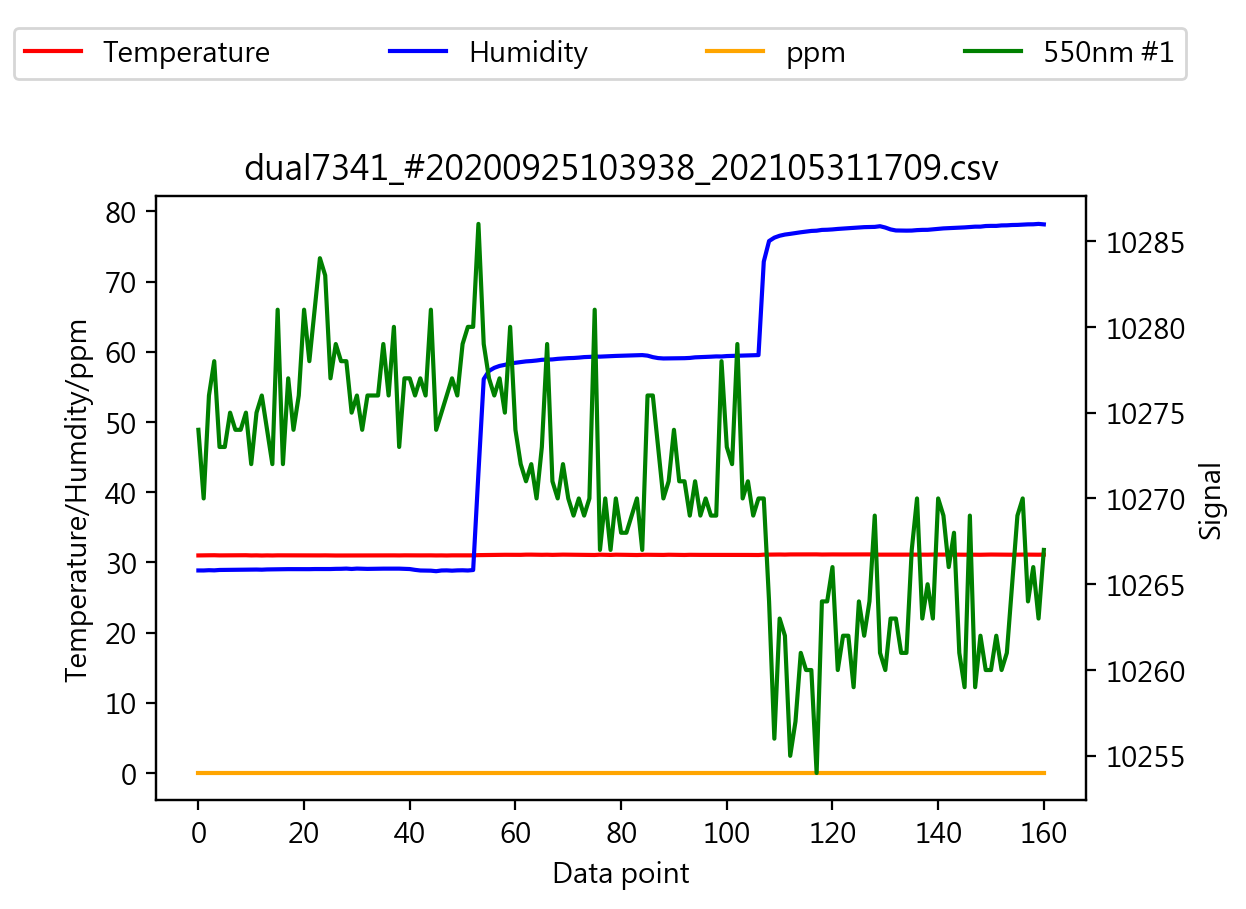 Temperature Humidity ppm 550nm #1
dual7341_#20200925103938_202105311709.csv
80
70
60
50
40
30
20
10
0
Temperature/Humdity/ppm
10285
10280
10275
10270
10265
10260
10255
Signal
0 20 40 60 80 100 120 140 160
Data point